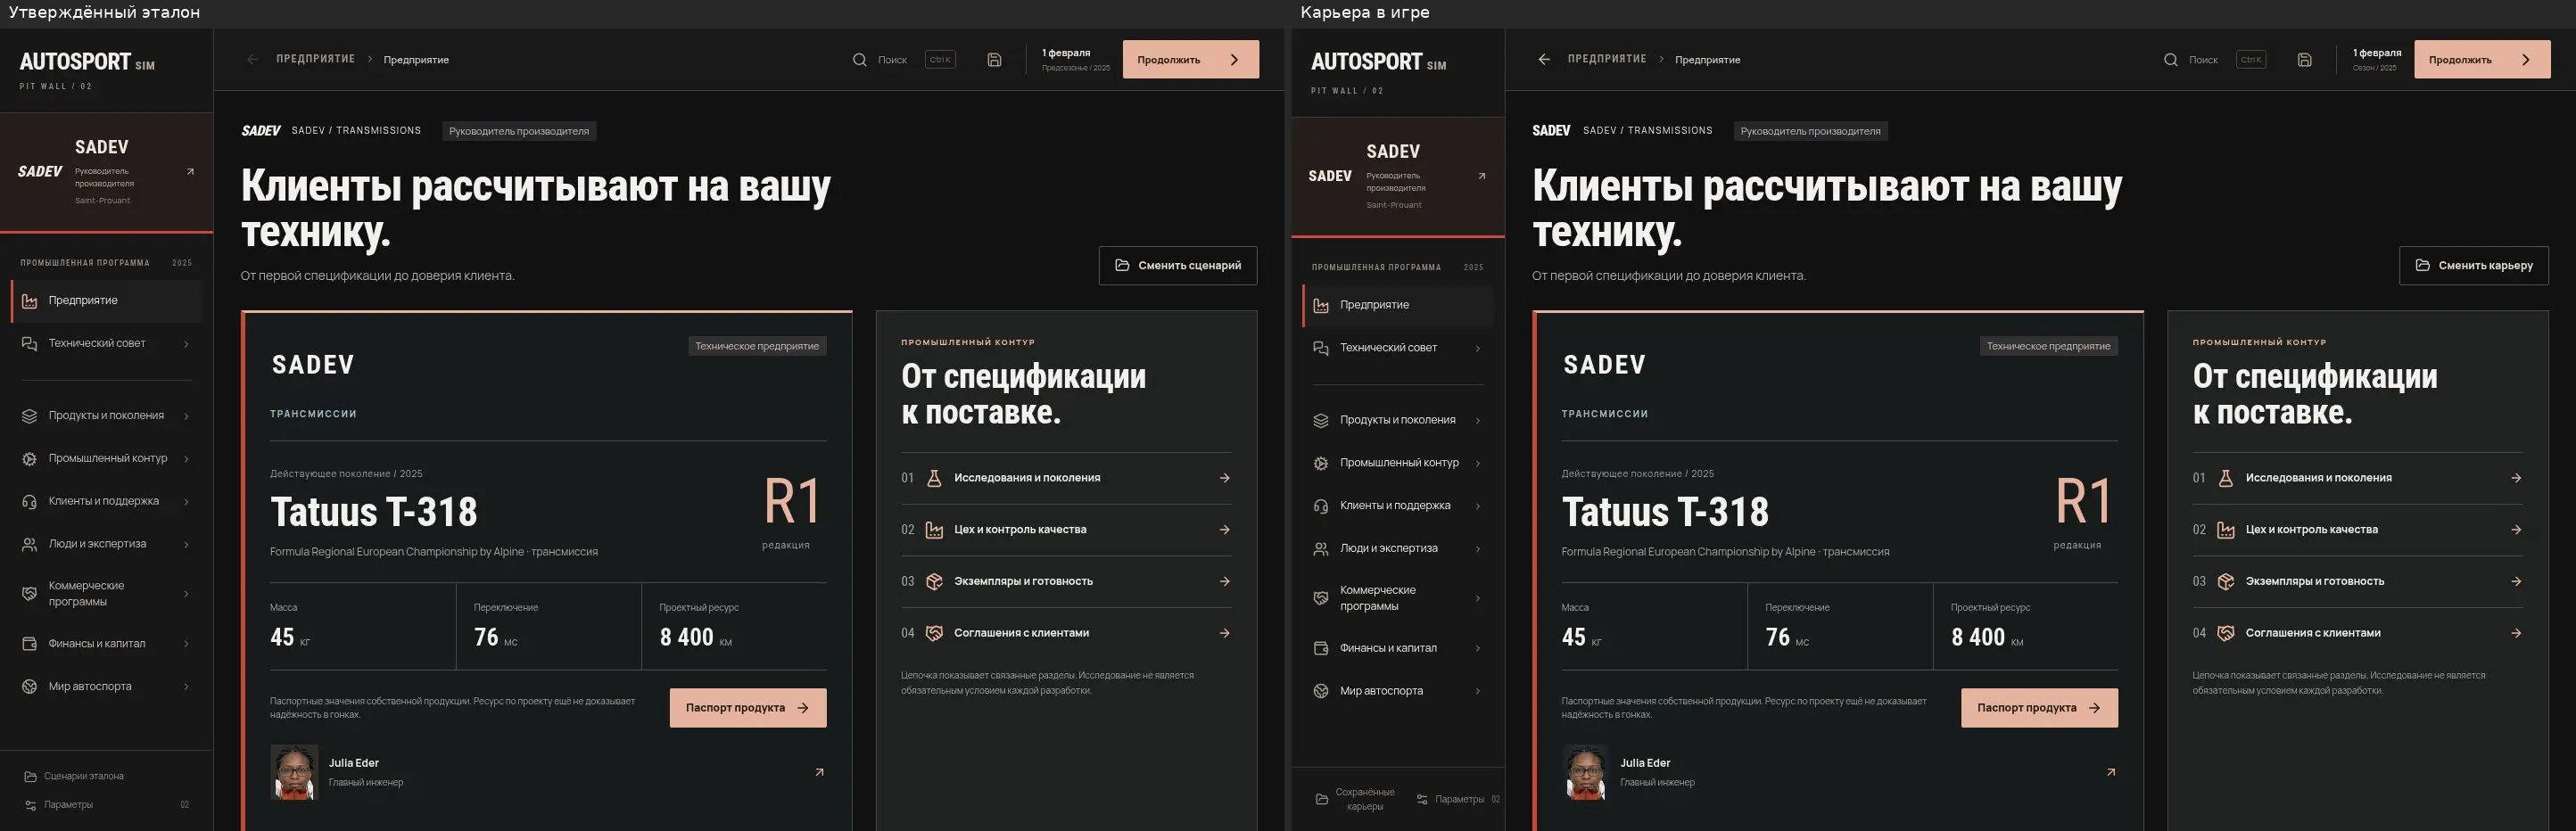 Утверждённый эталон
AUTOSPORT SIM
PIT WALL / 02
SADEV
SADEV
Руководитель
производителя
Saint-Prouant
ПРОМЫШЛЕННАЯ ПРОГРАММА 2025
Предприятие
Технический совет
Продукты и поколения
Промышленный контур
Клиенты и поддержка
Люди и экспертиза
Коммерческие
программы
Финансы и капитал
Мир автоспорта
Сценарии эталона
Параметры 02
ПРЕДПРИЯТИЕ > Предприятие
Поиск Ctrl K
1 февраля
Предсезонье / 2025
Продолжить
SADEV SADEV / TRANSMISSIONS Руководитель производителя
Клиенты рассчитывают на вашу
технику.
От первой спецификации до доверия клиента.
Сменить сценарий
SADEV
Техническое предприятие
ТРАНСМИССИИ
Действующее поколение / 2025
Tatuus T-318
Formula Regional European Championship by Alpine · трансмиссия
R1
редакция
Масса Переключение Проектный ресурс
45 кг 76 мс 8 400 км
Паспортные значения собственной продукции. Ресурс по проекту ещё не доказывает
надёжность в гонках.
Паспорт продукта
Julia Eder
Главный инженер
ПРОМЫШЛЕННЫЙ КОНТУР
От спецификации
к поставке.
01 Исследования и поколения
02 Цех и контроль качества
03 Экземпляры и готовность
04 Соглашения с клиентами
Цепочка показывает связанные разделы. Исследование не является
обязательным условием каждой разработки.
Карьера в игре
AUTOSPORT SIM
PIT WALL / 02
SADEV
SADEV
Руководитель
производителя
Saint-Prouant
ПРОМЫШЛЕННАЯ ПРОГРАММА 2025
Предприятие
Технический совет
Продукты и поколения
Промышленный контур
Клиенты и поддержка
Люди и экспертиза
Коммерческие
программы
Финансы и капитал
Мир автоспорта
Сохранённые
карьеры
Параметры 02
ПРЕДПРИЯТИЕ > Предприятие
Поиск Ctrl K
1 февраля
Сезон / 2025
Продолжить
SADEV SADEV / TRANSMISSIONS Руководитель производителя
Клиенты рассчитывают на вашу
технику.
От первой спецификации до доверия клиента.
Сменить карьеру
SADEV
Техническое предприятие
ТРАНСМИССИИ
Действующее поколение / 2025
Tatuus T-318
Formula Regional European Championship by Alpine · трансмиссия
R1
редакция
Масса Переключение Проектный ресурс
45 кг 76 мс 8 400 км
Паспортные значения собственной продукции. Ресурс по проекту ещё не доказывает
надёжность в гонках.
Паспорт продукта
Julia Eder
Главный инженер
ПРОМЫШЛЕННЫЙ КОНТУР
От спецификации
к поставке.
01 Исследования и поколения
02 Цех и контроль качества
03 Экземпляры и готовность
04 Соглашения с клиентами
Цепочка показывает связанные разделы. Исследование не является
обязательным условием каждой разработки.